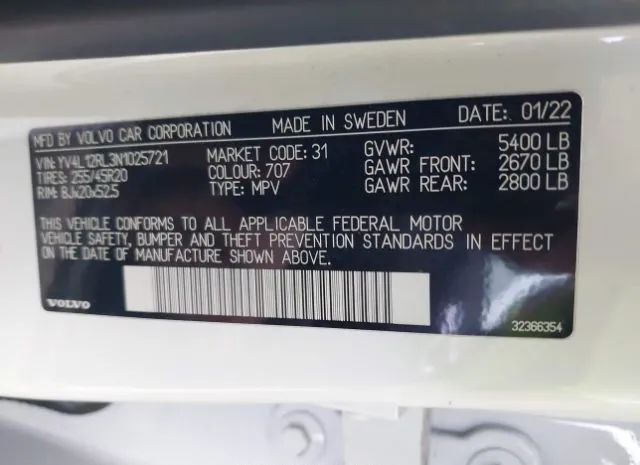 MFD BY VOLVO CAR CORPORATION MADE IN SWEDEN DATE: 01/22
VIN: YV4L12RL3N1025721 MARKET CODE: 31 GVWR: 5400 LB
TIRES: 255/45R20 COLOUR: 707 GAWR FRONT: 2670 LB
RIM: 8Jx20x52.5 TYPE: MPV GAWR REAR: 2800 LB
THIS VEHICLE CONFORMS TO ALL APPLICABLE FEDERAL MOTOR
VEHICLE SAFETY, BUMPER AND THEFT PREVENTION STANDARDS IN EFFECT
ON THE DATE OF MANUFACTURE SHOWN ABOVE.
VOLVO
32366354